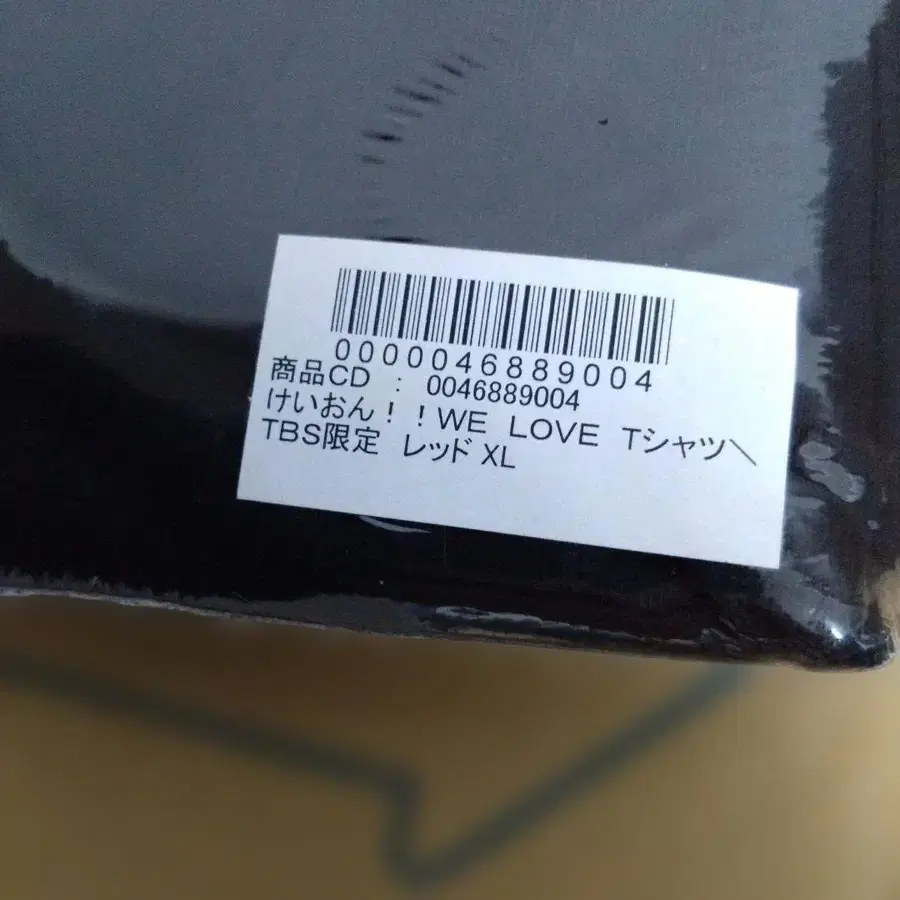 0000046889004
商品CD : 0046889004
けいおん！！WE LOVE Tシャツ＼
TBS限定 レッド XL